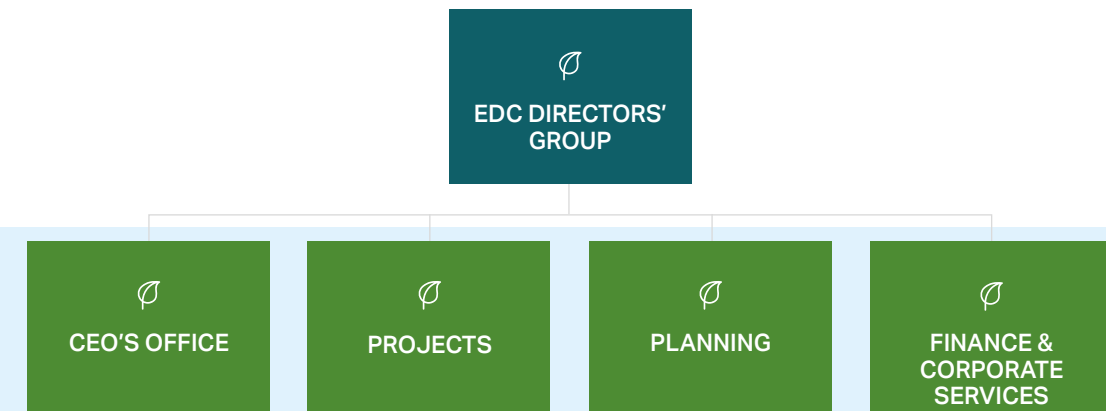 EDC DIRECTORS’
GROUP
CEO’S OFFICE
PROJECTS
PLANNING
FINANCE &
CORPORATE
SERVICES